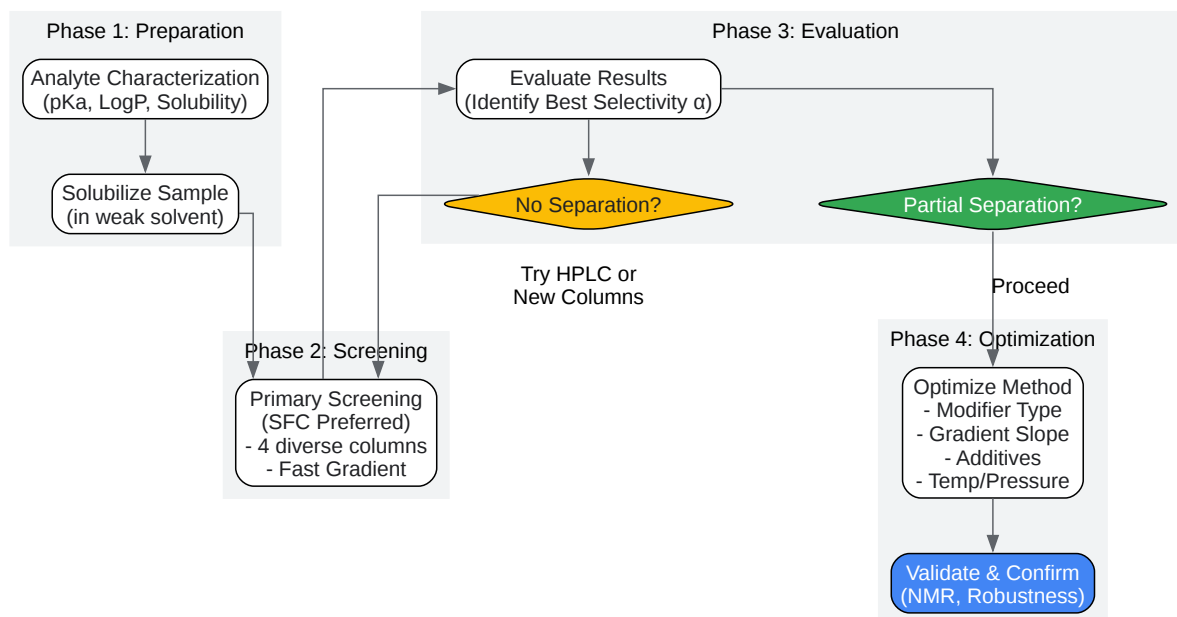 Phase 1: Preparation
Analyte Characterization
(pKa, LogP, Solubility)
Solubilize Sample
(in weak solvent)
Phase 2: Screening
Primary Screening
(SFC Preferred)
- 4 diverse columns
- Fast Gradient
Phase 3: Evaluation
Evaluate Results
(Identify Best Selectivity α)
No Separation?
Partial Separation?
Try HPLC or
New Columns
Proceed
Phase 4: Optimization
Optimize Method
- Modifier Type
- Gradient Slope
- Additives
- Temp/Pressure
Validate & Confirm
(NMR, Robustness)